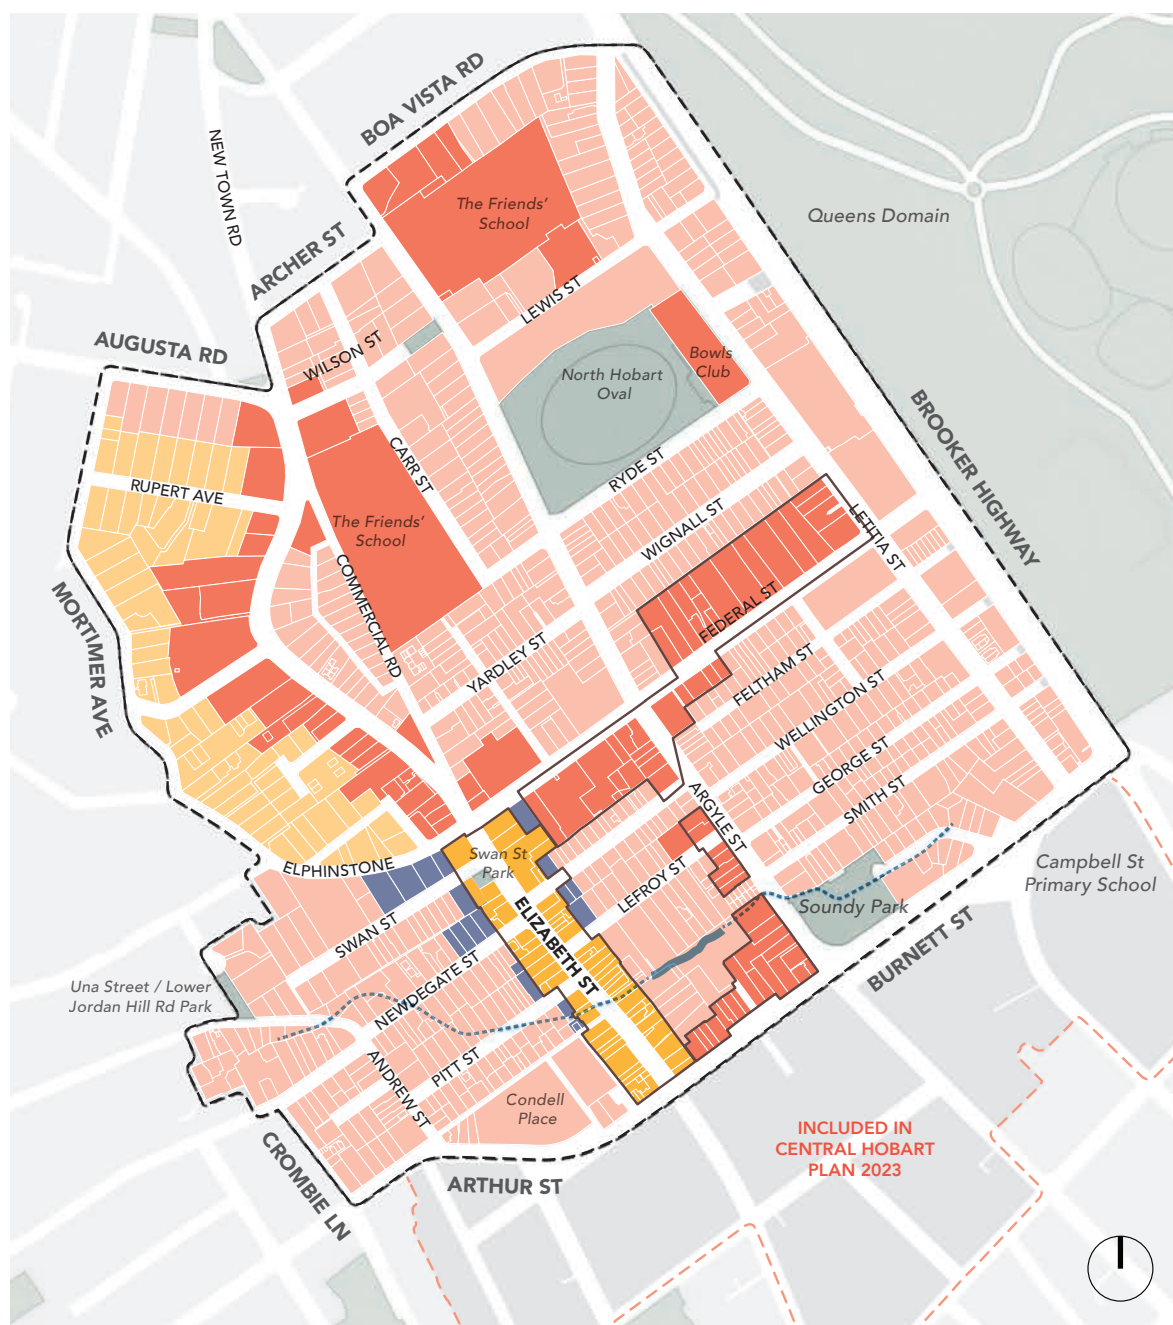 BOA VISTA RD
NEW TOWN RD
The Friends'
School
Queens Domain
ARCHER ST
LEWIS ST
AUGUSTA RD
WILSON ST
Bowls
Club
North Hobart
Oval
BROOKER HIGHWAY
CARR ST
RYDE ST
RUPERT AVE
The Friends'
School
WIGNALL ST
LETITIA ST
COMMERCIAL RD
MORTIMER AVE
FEDERAL ST
YARDLEY ST
FELTHAM ST
WELLINGTON ST
GEORGE ST
SMITH ST
ARGYLE ST
ELPHINSTONE
Swan St
Park
Campbell St
Primary School
LEFROY ST
Soundy Park
SWAN ST
ELIZABETH ST
BURNETT ST
NEWDEGATE ST
Una Street / Lower
Jordan Hill Rd Park
PITT ST
ANDREW ST
Condell
Place
INCLUDED IN
CENTRAL HOBART
PLAN 2023
CROMBIE LN
ARTHUR ST